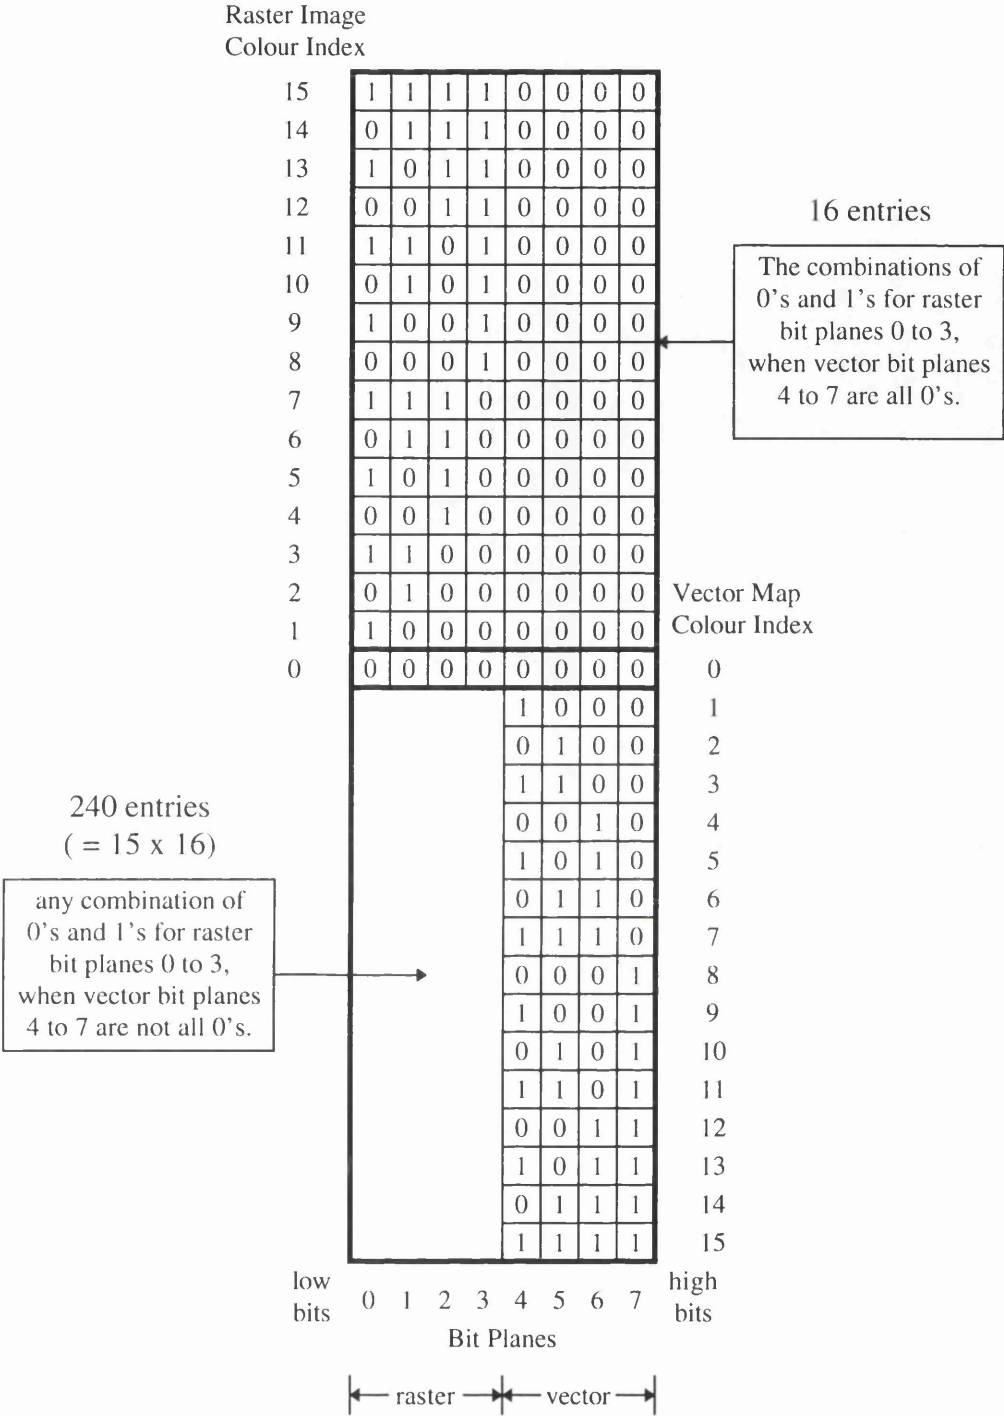 Raster Image
Colour Index
15 1 1 1 1 0 0 0 0
14 0 1 1 1 0 0 0 0
13 1 0 1 1 0 0 0 0
12 0 0 1 1 0 0 0 0
11 1 1 0 1 0 0 0 0
10 0 1 0 1 0 0 0 0
9 1 0 0 1 0 0 0 0
8 0 0 0 1 0 0 0 0
7 1 1 1 0 0 0 0 0
6 0 1 1 0 0 0 0 0
5 1 0 1 0 0 0 0 0
4 0 0 1 0 0 0 0 0
3 1 1 0 0 0 0 0 0
2 0 1 0 0 0 0 0 0
1 1 0 0 0 0 0 0 0
16 entries
The combinations of
0's and 1's for raster
bit planes 0 to 3,
when vector bit planes
4 to 7 are all 0's.
Vector Map
Colour Index
0 0 0 0 0 0 0 0 0 0
1 0 0 0 1
0 1 0 0 2
1 1 0 0 3
0 0 1 0 4
1 0 1 0 5
0 1 1 0 6
1 1 1 0 7
0 0 0 1 8
1 0 0 1 9
0 1 0 1 10
1 1 0 1 11
0 0 1 1 12
1 0 1 1 13
0 1 1 1 14
1 1 1 1 15
240 entries
( = 15 x 16)
any combination of
0's and 1's for raster
bit planes 0 to 3,
when vector bit planes
4 to 7 are not all 0's.
low
bits
0 1 2 3 4 5 6 7
high
bits
Bit Planes
raster vector